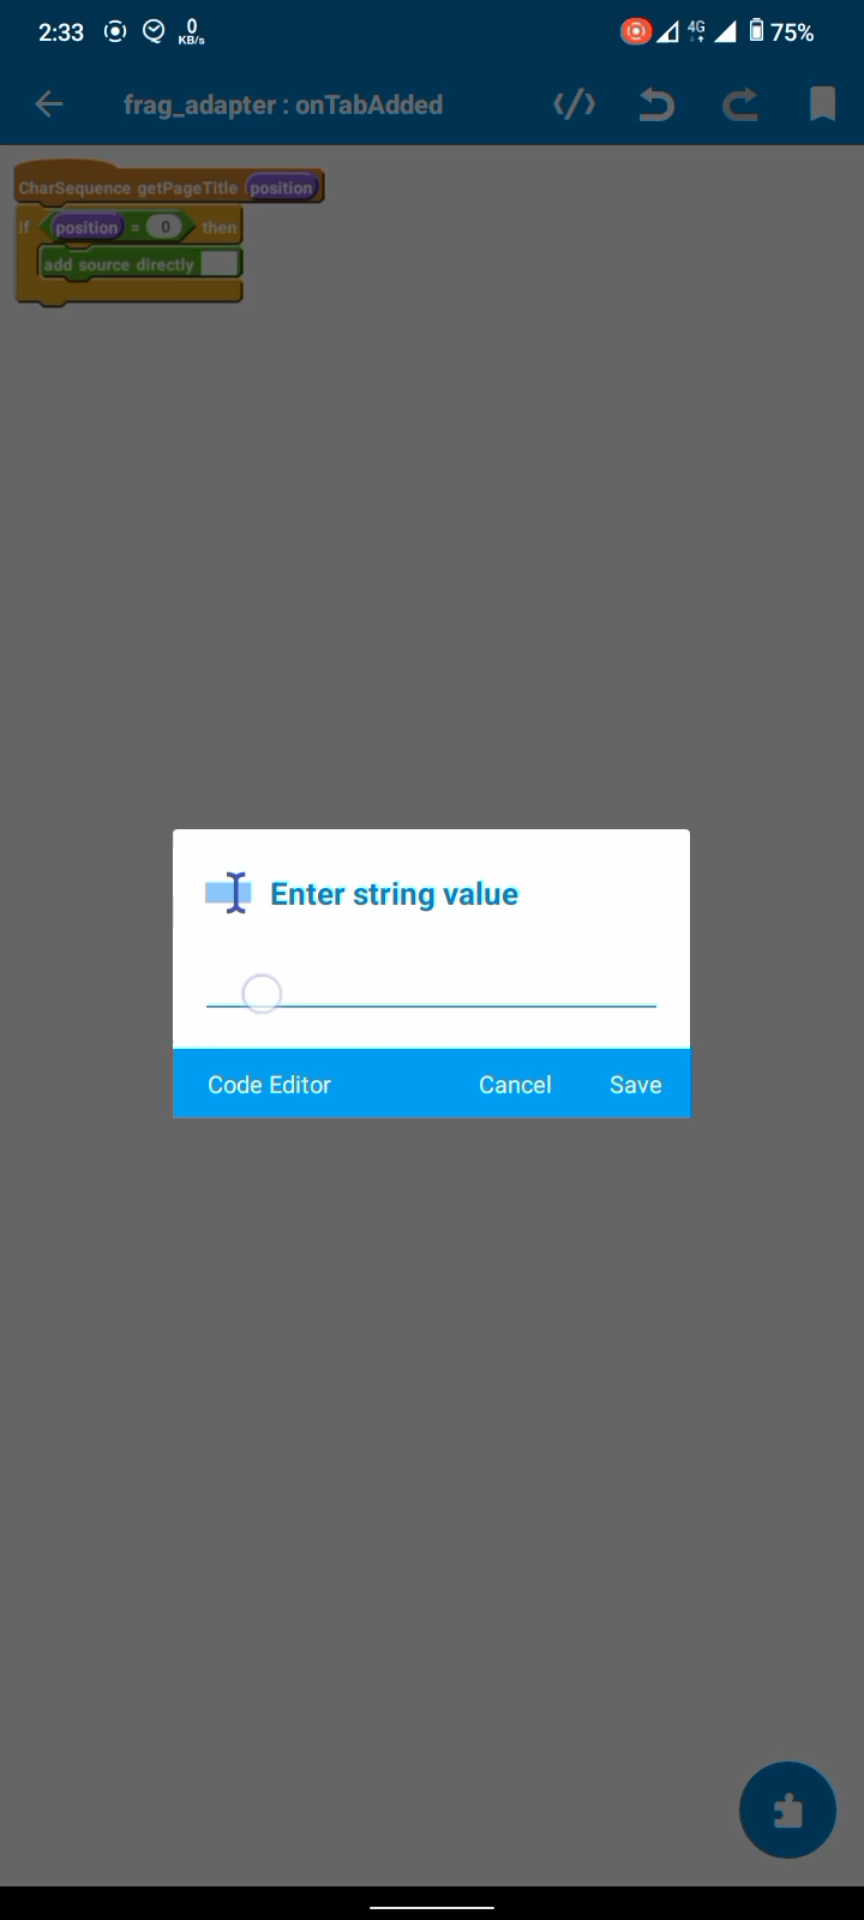 2:33 0 KB/s 4G 75%
frag_adapter : onTabAdded
CharSequence getPageTitle position
if position = 0 then
add source directly
Enter string value
Code Editor Cancel Save